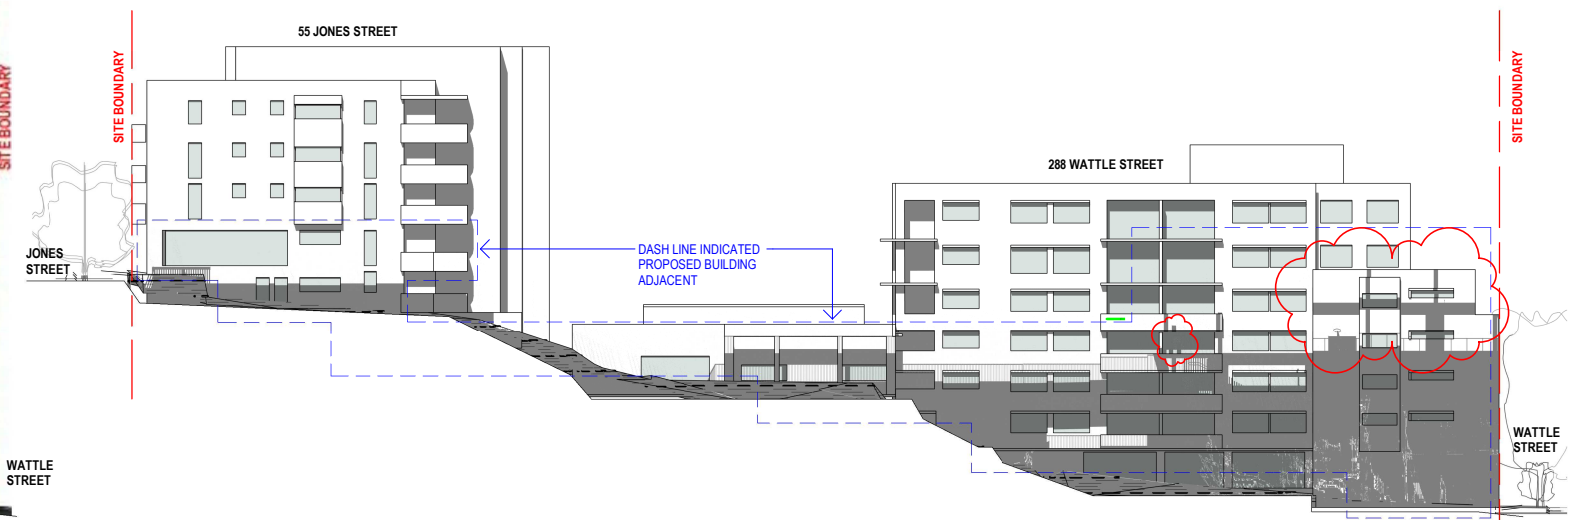 SITE BOUNDARY
SITE BOUNDARY
55 JONES STREET
288 WATTLE STREET
SITE BOUNDARY
JONES
STREET
DASH LINE INDICATED
PROPOSED BUILDING
ADJACENT
WATTLE
STREET
WATTLE
STREET